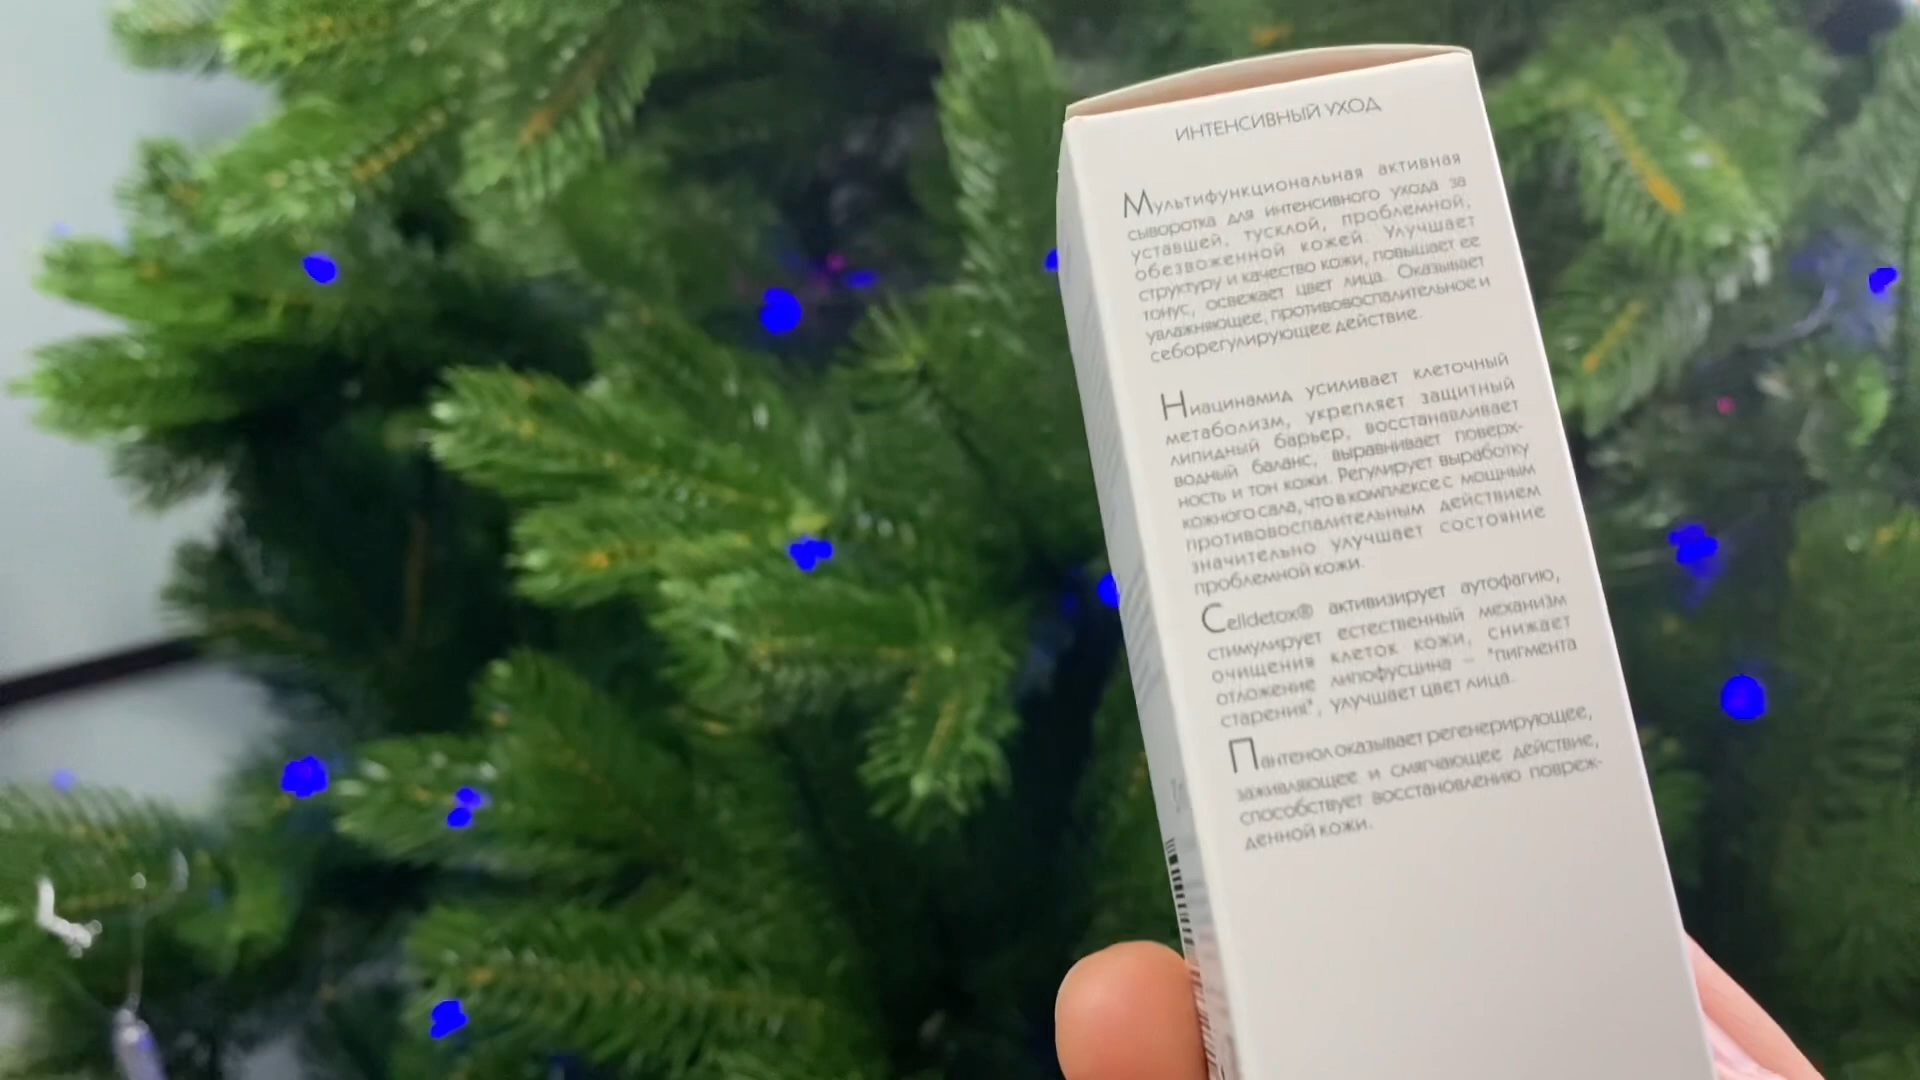 ИНТЕНСИВНЫЙ УХОД
Мультифункциональная активная
сыворотка для интенсивного ухода за
уставшей, тусклой, проблемной,
обезвоженной кожей. Улучшает
структуру и качество кожи, повышает ее
тонус, освежает цвет лица. Оказывает
увлажняющее, противовоспалительное и
себорегулирующее действие.
Ниацинамид усиливает клеточный
метаболизм, укрепляет защитный
липидный барьер, восстанавливает
водный баланс, выравнивает поверх-
ность и тон кожи. Регулирует выработку
кожного сала, что в комплексе с мощным
противовоспалительным действием
значительно улучшает состояние
проблемной кожи.
Celldetox® активизирует аутофагию,
стимулирует естественный механизм
очищения клеток кожи, снижает
отложение липофусцина – "пигмента
старения", улучшает цвет лица.
Пантенол оказывает регенерирующее,
заживляющее и смягчающее действие,
способствует восстановлению повреж-
денной кожи.